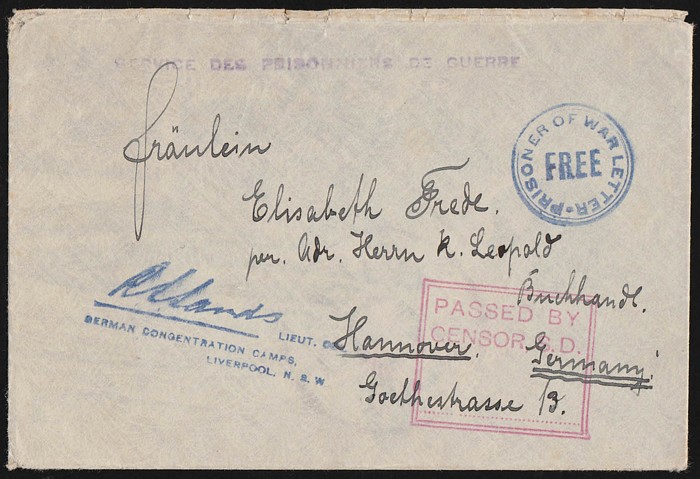 SERVICE DES PRISONNIERS DE GUERRE
PRISONER OF WAR LETTER
FREE
Fräulein
Elisabeth Frede.
per. Adr. Herrn K. Leopold
Buchhandl.
Hannover. Germany.
Goethestrasse 13.
PASSED BY
CENSOR, C.D.
LIEUT.
GERMAN CONCENTRATION CAMPS,
LIVERPOOL, N. S. W.